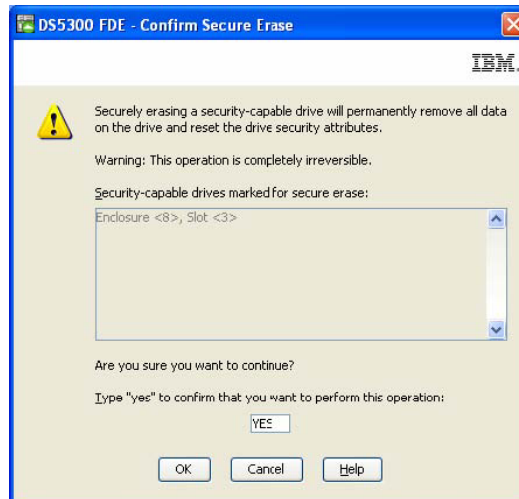 DS5300 FDE - Confirm Secure Erase
IBM.
Securely erasing a security-capable drive will permanently remove all data
on the drive and reset the drive security attributes.
Warning: This operation is completely irreversible.
Security-capable drives marked for secure erase:
Enclosure <8>, Slot <3>
Are you sure you want to continue?
Type "yes" to confirm that you want to perform this operation:
YES
OK Cancel Help